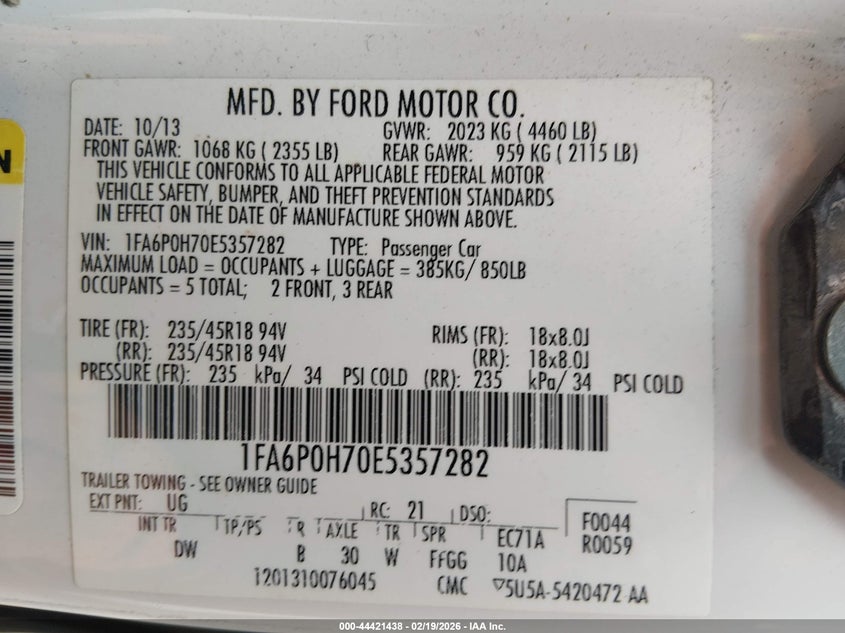 MFD. BY FORD MOTOR CO.
DATE: 10/13 GVWR: 2023 KG ( 4460 LB)
FRONT GAWR: 1068 KG ( 2355 LB) REAR GAWR: 959 KG ( 2115 LB)
THIS VEHICLE CONFORMS TO ALL APPLICABLE FEDERAL MOTOR
VEHICLE SAFETY, BUMPER, AND THEFT PREVENTION STANDARDS
IN EFFECT ON THE DATE OF MANUFACTURE SHOWN ABOVE.
VIN: 1FA6P0H70E5357282 TYPE: Passenger Car
MAXIMUM LOAD = OCCUPANTS + LUGGAGE = 385KG/ 850LB
OCCUPANTS = 5 TOTAL; 2 FRONT, 3 REAR
TIRE (FR): 235/45R18 94V RIMS (FR): 18x8.0J
(RR): 235/45R18 94V (RR): 18x8.0J
PRESSURE (FR): 235 kPa/ 34 PSI COLD (RR): 235 kPa/ 34 PSI COLD
1FA6P0H70E5357282
TRAILER TOWING - SEE OWNER GUIDE
EXT PNT: UG RC: 21 DSO: F0044
INT TR TP/PS R AXLE TR SPR EC71A R0059
DW B 30 W FFGG 10A
1201310076045 CMC 5U5A-5420472-AA
N
000-44421438 - 02/19/2026 - IAA Inc.